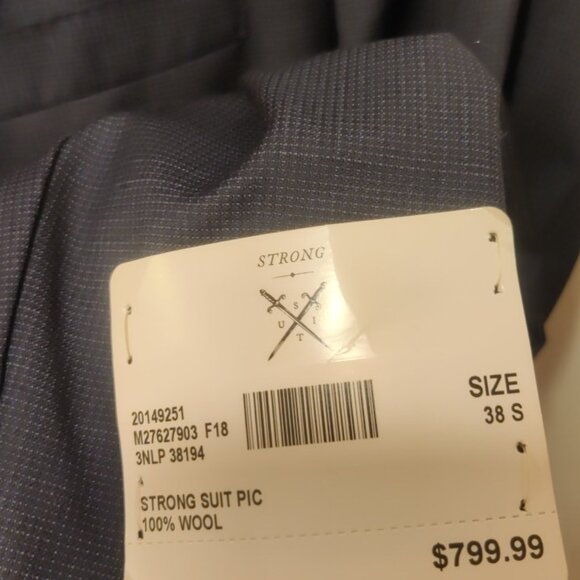 STRONG
S
U I
T
20149251
M27627903 F18
3NLP 38194
SIZE
38 S
STRONG SUIT PIC
100% WOOL
$799.99